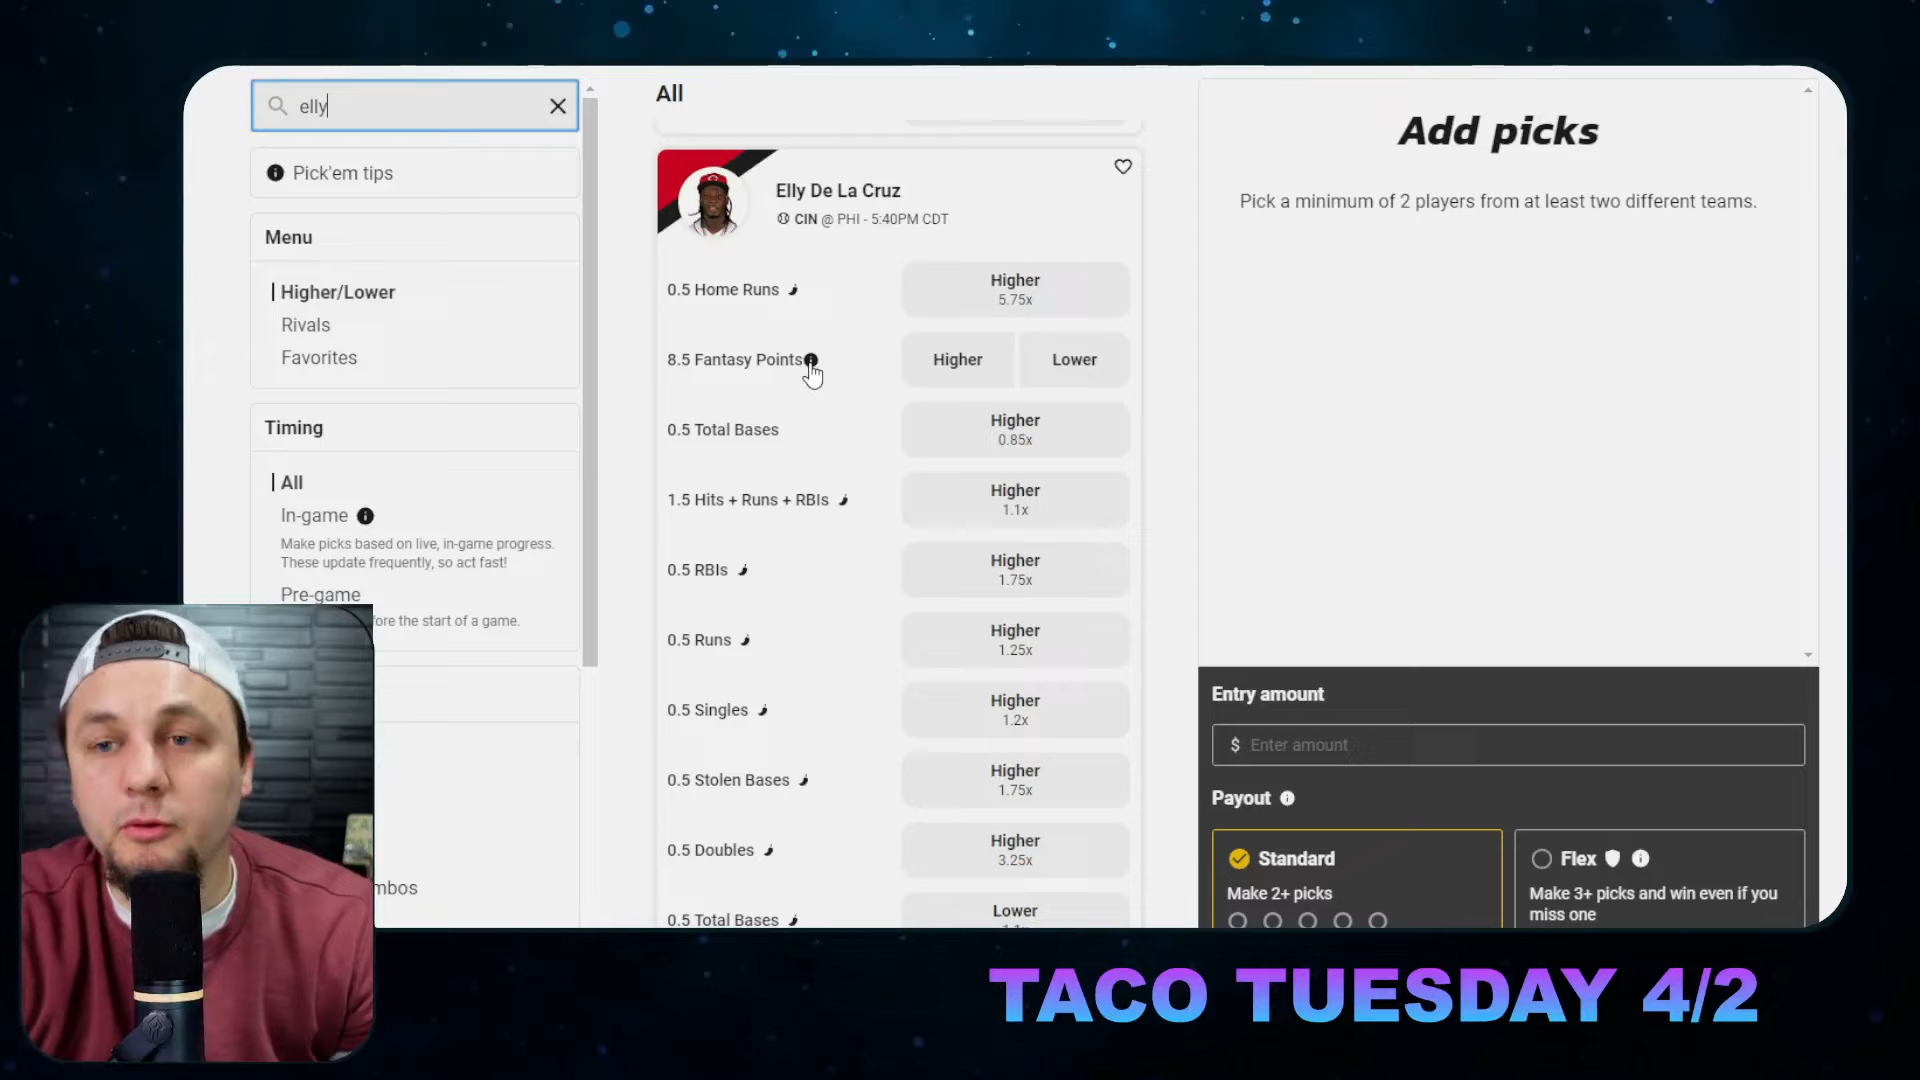 elly
Pick'em tips
Menu
Higher/Lower
Rivals
Favorites
Timing
All
In-game
Make picks based on live, in-game progress.
These update frequently, so act fast!
Pre-game
fore the start of a game.
mbos
All
Elly De La Cruz
CIN @ PHI - 5:40PM CDT
0.5 Home Runs
Higher
5.75x
8.5 Fantasy Points
Higher
Lower
0.5 Total Bases
Higher
0.85x
1.5 Hits + Runs + RBIs
Higher
1.1x
0.5 RBIs
Higher
1.75x
0.5 Runs
Higher
1.25x
0.5 Singles
Higher
1.2x
0.5 Stolen Bases
Higher
1.75x
0.5 Doubles
Higher
3.25x
0.5 Total Bases
Lower
Add picks
Pick a minimum of 2 players from at least two different teams.
Entry amount
$ Enter amount
Payout
Standard
Make 2+ picks
Flex
Make 3+ picks and win even if you
miss one
TACO TUESDAY 4/2